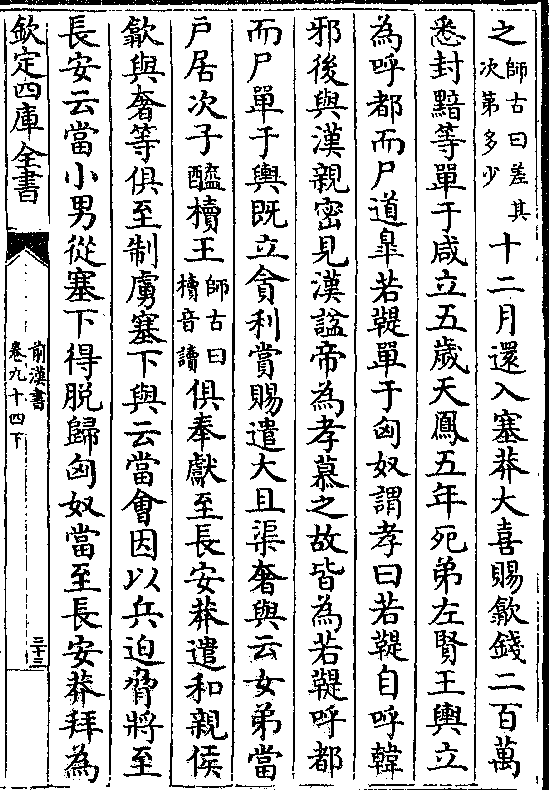 之師古曰差其次第多少十二月還入塞莽大喜賜歙錢二百萬
悉封黯等單于咸立五歲天鳳五年死弟左賢王輿立
為呼都而尸道臯若鞮單于匈奴謂孝曰若鞮自呼韓
邪後與漢親密見漢諡帝為孝慕之故皆為若鞮呼都
而尸單于輿既立貪利賞賜遣大且渠奢與云女弟當
戶居次子醯櫝王師古曰櫝音讀俱奉獻至長安莽遣和親侯
歙與奢等俱至制虜塞下與云當會因以兵迫脅將至
長安云當小男從塞下得脫歸匈奴當至長安莽拜為
欽定四庫全書
前漢書
卷九十四下
二十三